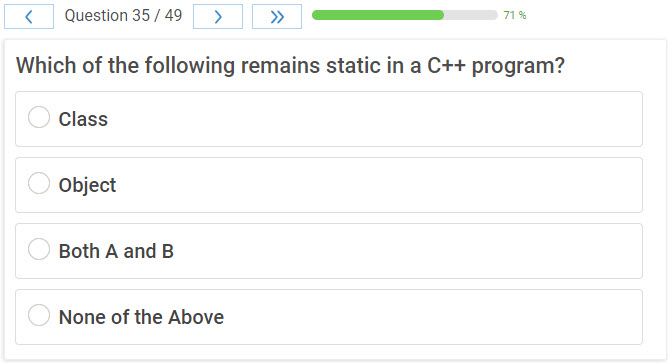 Question 35 / 49
71 %
Which of the following remains static in a C++ program?
Class
Object
Both A and B
None of the Above